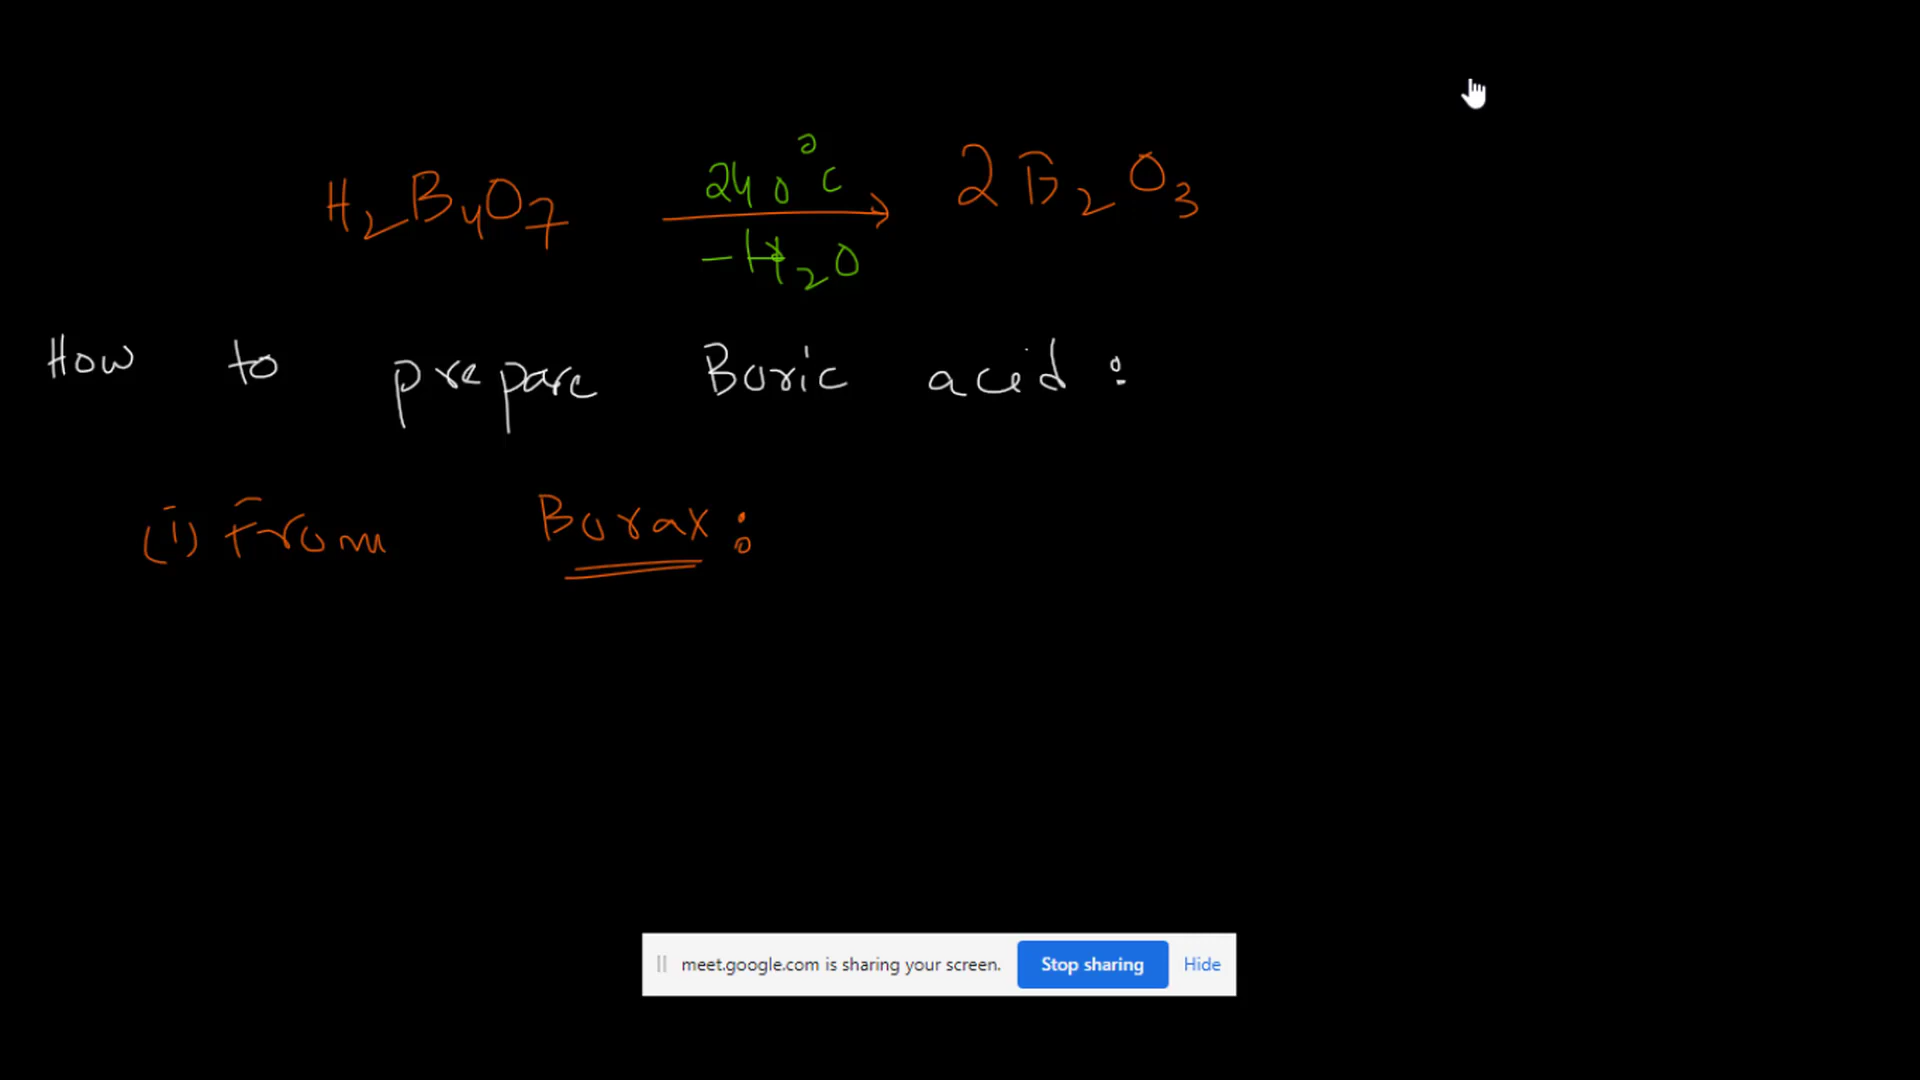 H₂B₄O₇ 240°C -H₂O → 2B₂O₃
How to prepare Boric acid:
(i) From Borax:
meet.google.com is sharing your screen. Stop sharing Hide